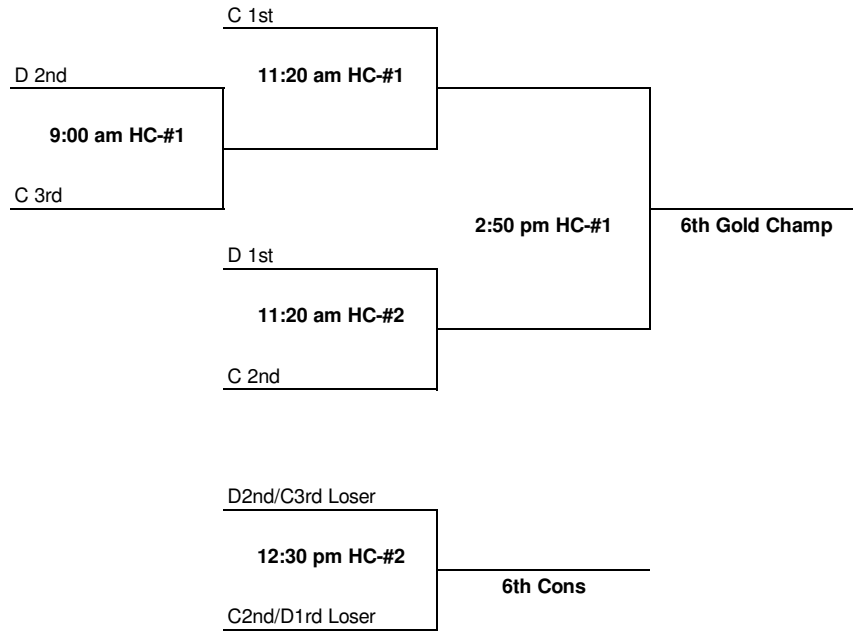 C 1st
D 2nd
11:20 am HC-#1
9:00 am HC-#1
C 3rd
2:50 pm HC-#1
6th Gold Champ
D 1st
11:20 am HC-#2
C 2nd
D2nd/C3rd Loser
12:30 pm HC-#2
6th Cons
C2nd/D1rd Loser